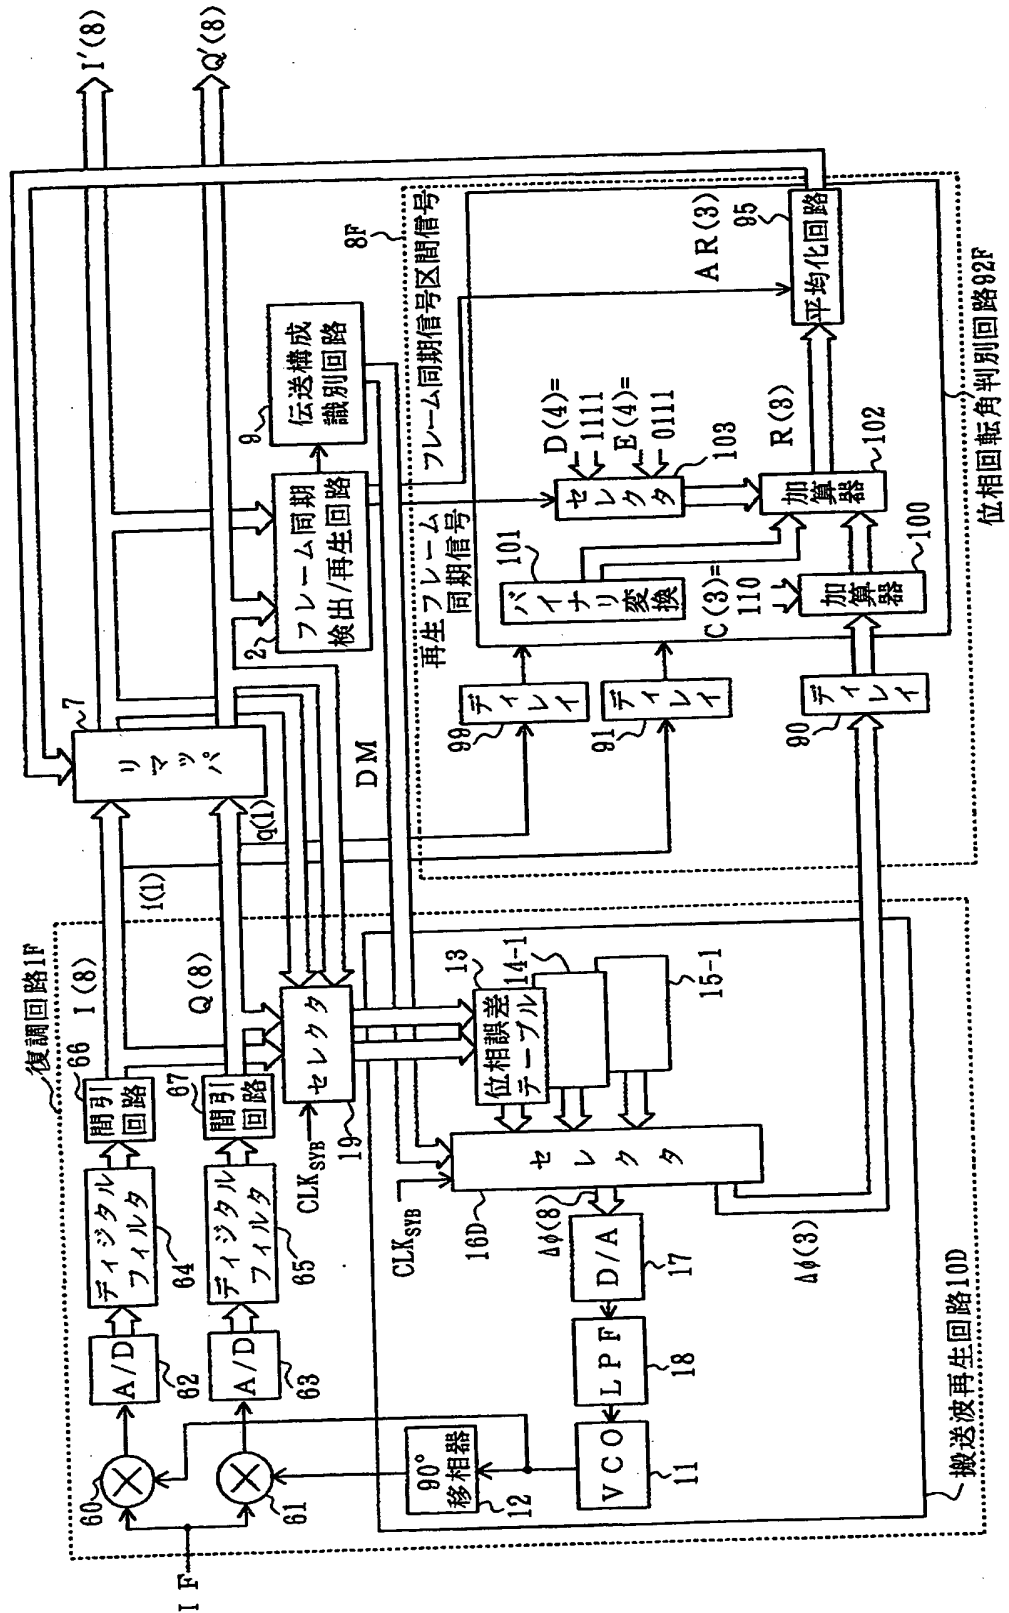 IF
復調回路1F
60
61
A/D
62
A/D
63
ディジタル
フィルタ
64
ディジタル
フィルタ
65
間引
回路
66
間引
回路
67
I(8)
Q(8)
i(1)
q(1)
リマッパ
7
I′(8)
Q′(8)
CLKSYB
セレクタ
19
フレーム同期
検出/再生回路
2
伝送構成
識別回路
9
DM
搬送波再生回路10D
90°
移相器
12
VCO
11
LPF
18
D/A
17
Δφ(8
CLKSYB
セレクタ
16D
位相誤差
テーブル
13
14-1
15-1
Δφ(3)
8F
フレーム同期信号区間信号
再生フレーム
同期信号
ディレイ
99
ディレイ
91
ディレイ
90
バイナリ
変換
101
C(3)=
110
加算器
100
D(4)=
1111
E(4)=
0111
セレクタ
103
加算器
102
R(3)
平均化回路
95
AR(3)
位相回転角判別回路92F